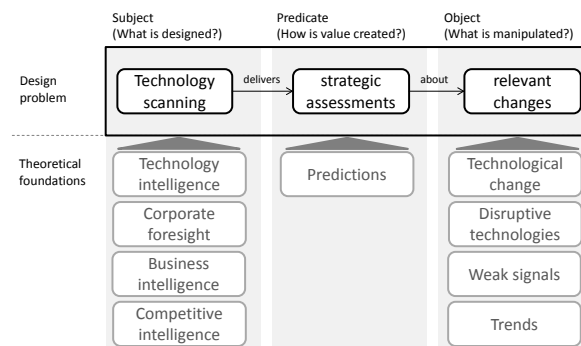 Subject
(What is designed?)
Predicate
(How is value created?)
Object
(What is manipulated?)
Design
problem
Technology
scanning
delivers
strategic
assessments
about
relevant
changes
Theoretical
foundations
Technology
intelligence
Predictions
Technological
change
Corporate
foresight
Disruptive
technologies
Business
intelligence
Weak signals
Competitive
intelligence
Trends